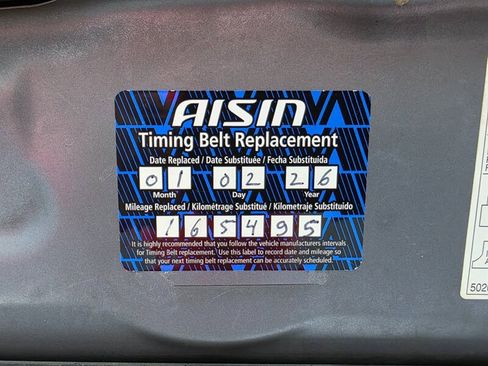 AISIN
Timing Belt Replacement
Date Replaced / Date Substituée / Fecha Substituida
01 02 26
Month Day Year
Mileage Replaced / Kilométrage Substitué / Kilometraje Substituido
165495
It is highly recommended that you follow the vehicle manufacturers intervals
for Timing Belt replacement. Use this label to record date and mileage so
that your next timing belt replacement can be accurately scheduled.